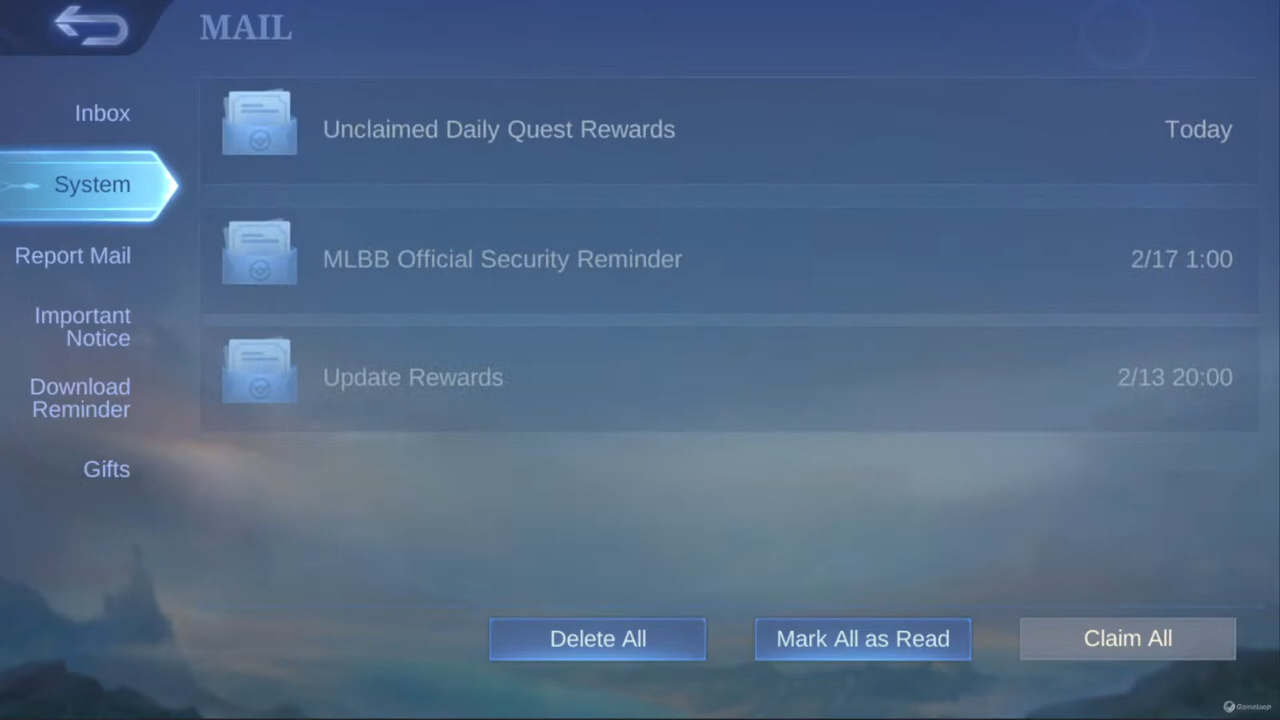 MAIL
Inbox
System
Report Mail
Important
Notice
Download
Reminder
Gifts
Unclaimed Daily Quest Rewards
Today
MLBB Official Security Reminder
2/17 1:00
Update Rewards
2/13 20:00
Delete All
Mark All as Read
Claim All
GameLoop